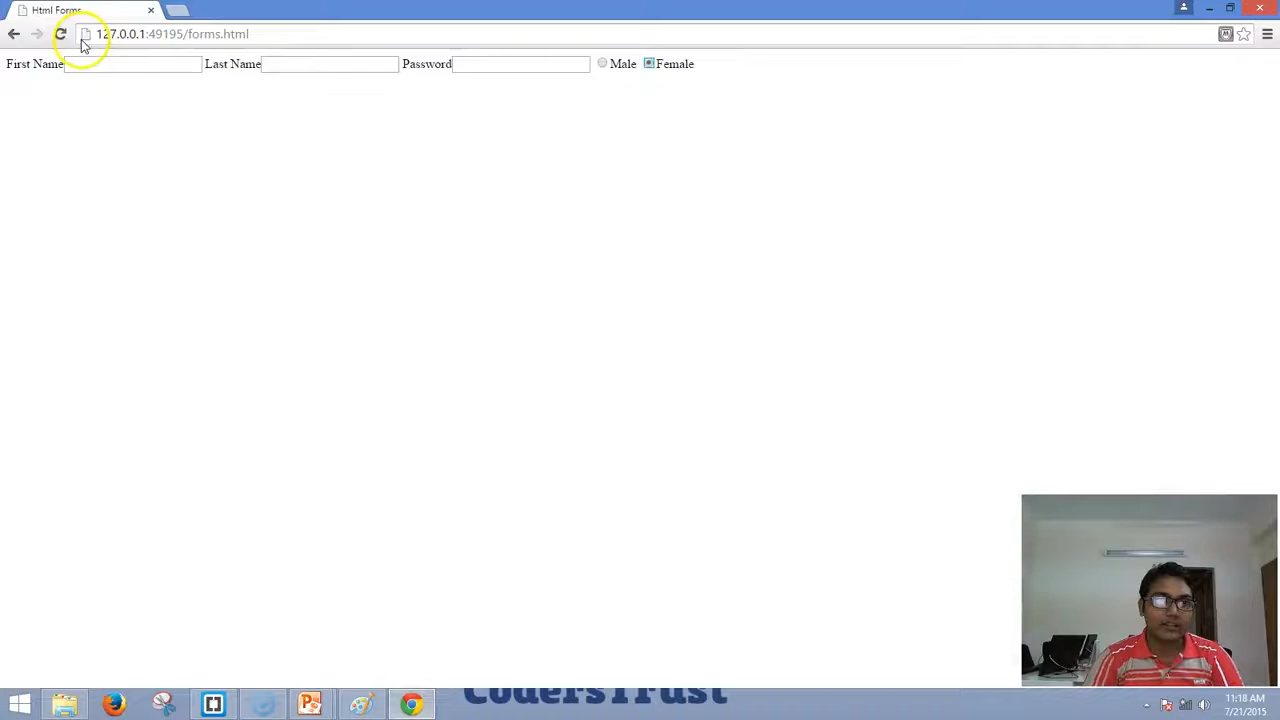 Html Forms
127.0.0.1:49195/forms.html
First Name Last Name Password Male Female
CodersTrust
11:18 AM
7/21/2015